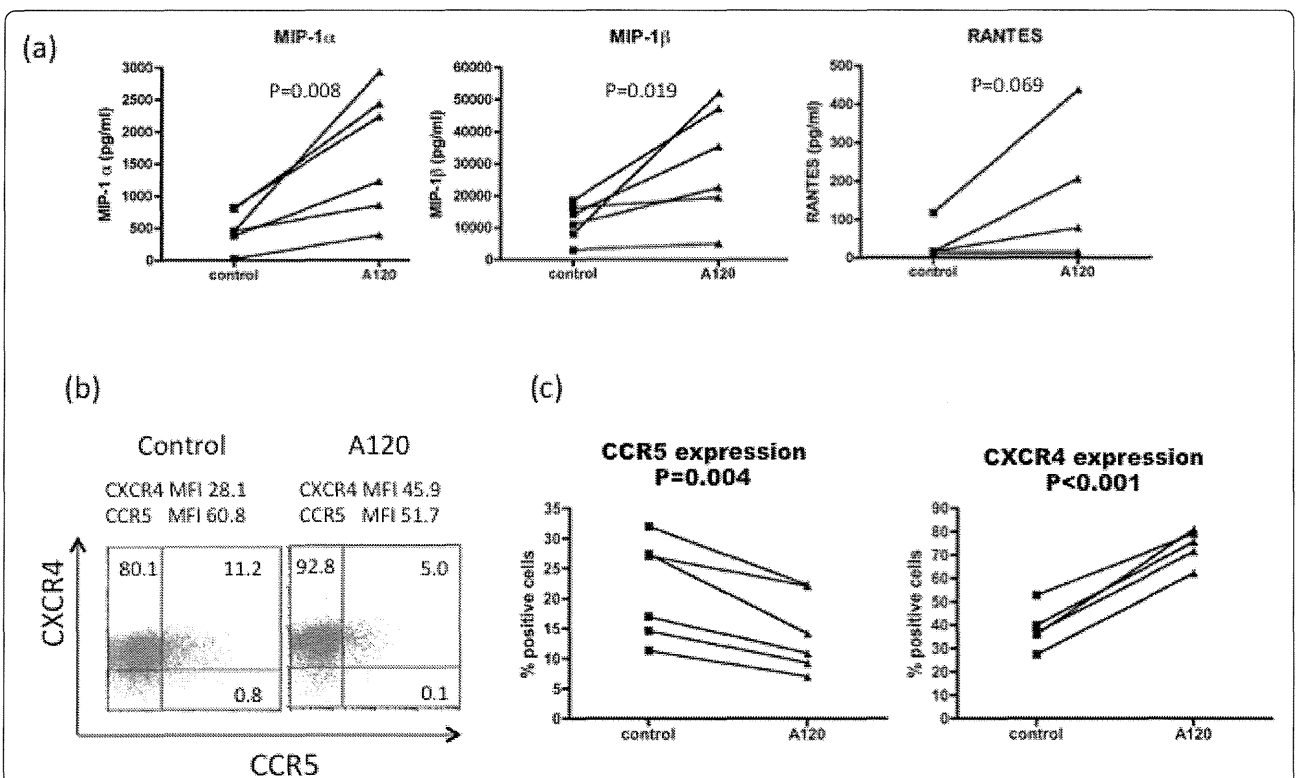 (a)
MIP-1α
MIP-1α (pg/ml)
3000
2500
2000
1500
1000
500
0
P=0.008
control
A120
MIP-1β
MIP-1β (pg/ml)
60000
50000
40000
30000
20000
10000
0
P=0.019
control
A120
RANTES
RANTES (pg/ml)
500
400
300
200
100
0
P=0.069
control
A120
(b)
Control
CXCR4 MFI 28.1
CCR5 MFI 60.8
A120
CXCR4 MFI 45.9
CCR5 MFI 51.7
CXCR4
80.1
11.2
0.8
92.8
5.0
0.1
CCR5
(c)
CCR5 expression
P=0.004
% positive cells
35
30
25
20
15
10
5
0
control
A120
CXCR4 expression
P<0.001
% positive cells
90
80
70
60
50
40
30
20
10
0
control
A120